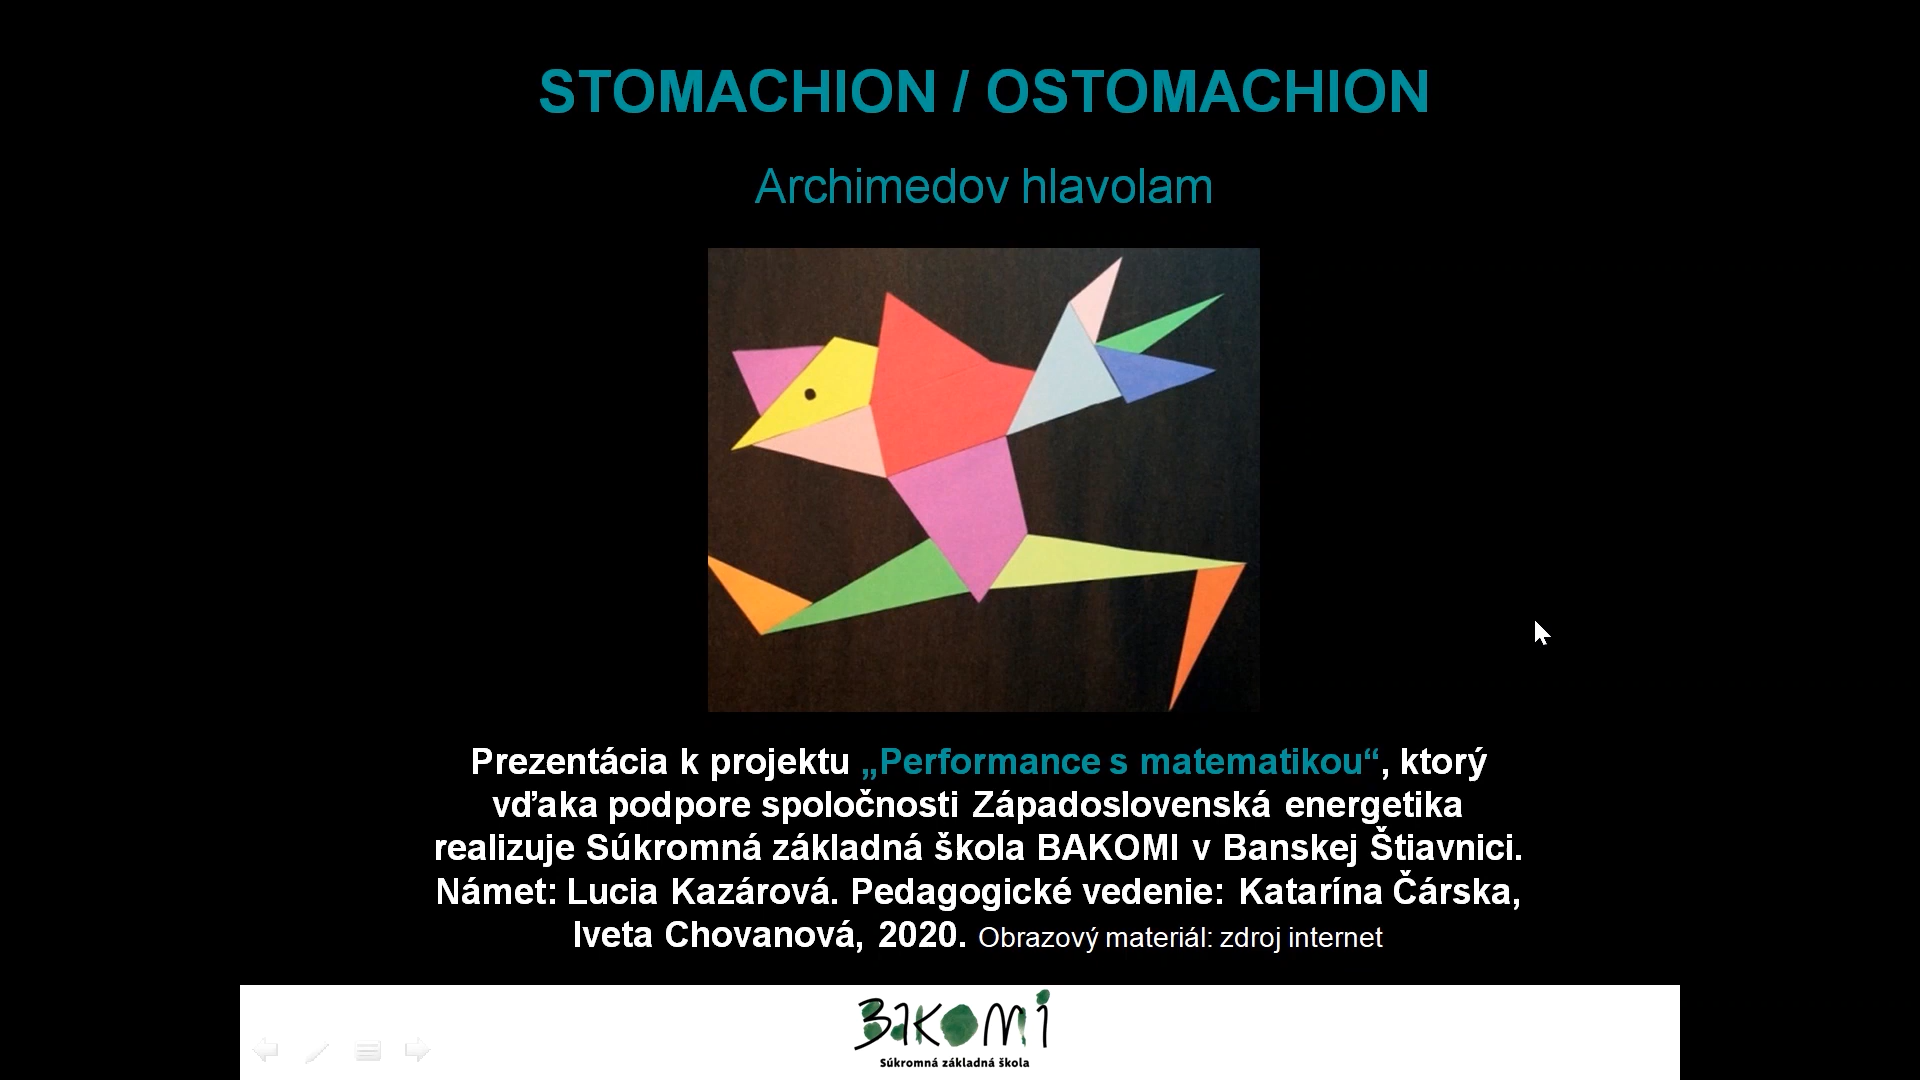 STOMACHION / OSTOMACHION
Archimedov hlavolam
Prezentácia k projektu „Performance s matematikou“, ktorý
vďaka podpore spoločnosti Západoslovenská energetika
realizuje Súkromná základná škola BAKOMI v Banskej Štiavnici.
Námet: Lucia Kazárová. Pedagogické vedenie: Katarína Čárska,
Iveta Chovanová, 2020. Obrazový materiál: zdroj internet
BAKOMI
Súkromná základná škola